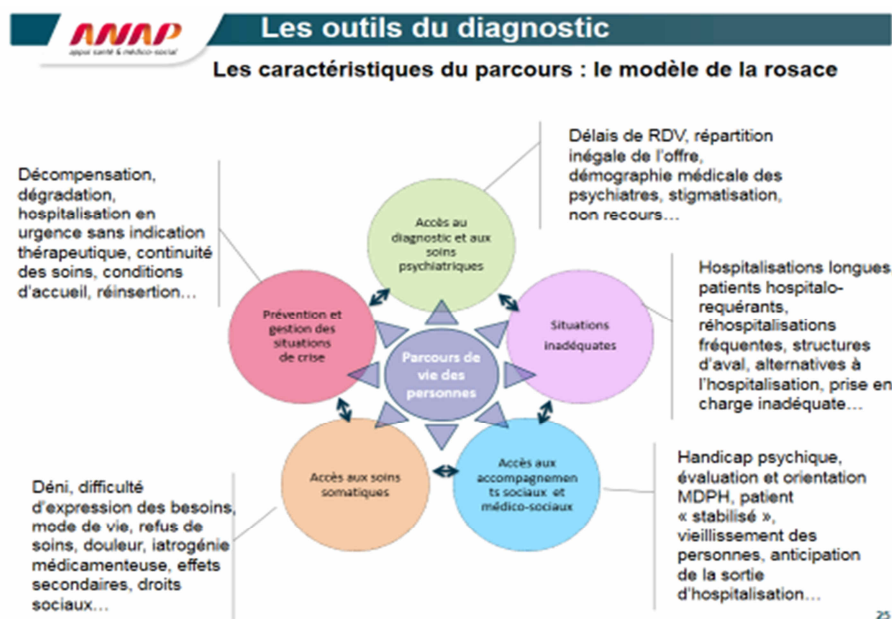 ANAP
appui santé & médico-social
Les outils du diagnostic
Les caractéristiques du parcours : le modèle de la rosace
Délais de RDV, répartition
inégale de l'offre,
démographie médicale des
psychiatres, stigmatisation,
non recours…
Décompensation,
dégradation,
hospitalisation en
urgence sans indication
thérapeutique, continuité
des soins, conditions
d'accueil, réinsertion…
Accès au
diagnostic et aux
soins
psychiatriques
Hospitalisations longues,
patients hospitalo-
requérants,
réhospitalisations
fréquentes, structures
d'aval, alternatives à
l'hospitalisation, prise en
charge inadéquate…
Prévention et
gestion des
situations
de crise
Situations
inadéquates
Parcours de
vie des
personnes
Accès aux soins
somatiques
Accès aux
accompagnemen
ts sociaux et
médico-sociaux
Handicap psychique,
évaluation et orientation
MDPH, patient
« stabilisé »,
vieillissement des
personnes, anticipation
de la sortie
d'hospitalisation…
Déni, difficulté
d'expression des besoins,
mode de vie, refus de
soins, douleur, iatrogénie
médicamenteuse, effets
secondaires, droits
sociaux…
25